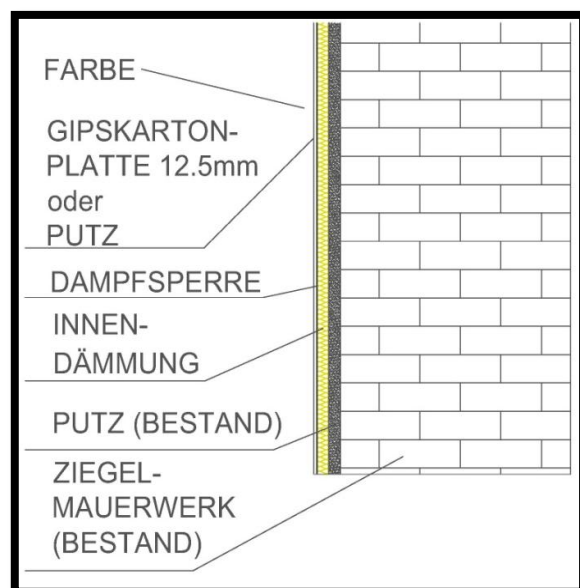 FARBE
GIPSKARTON-
PLATTE 12.5mm
oder
PUTZ
DAMPFSPERRE
INNEN-
DÄMMUNG
PUTZ (BESTAND)
ZIEGEL-
MAUERWERK
(BESTAND)